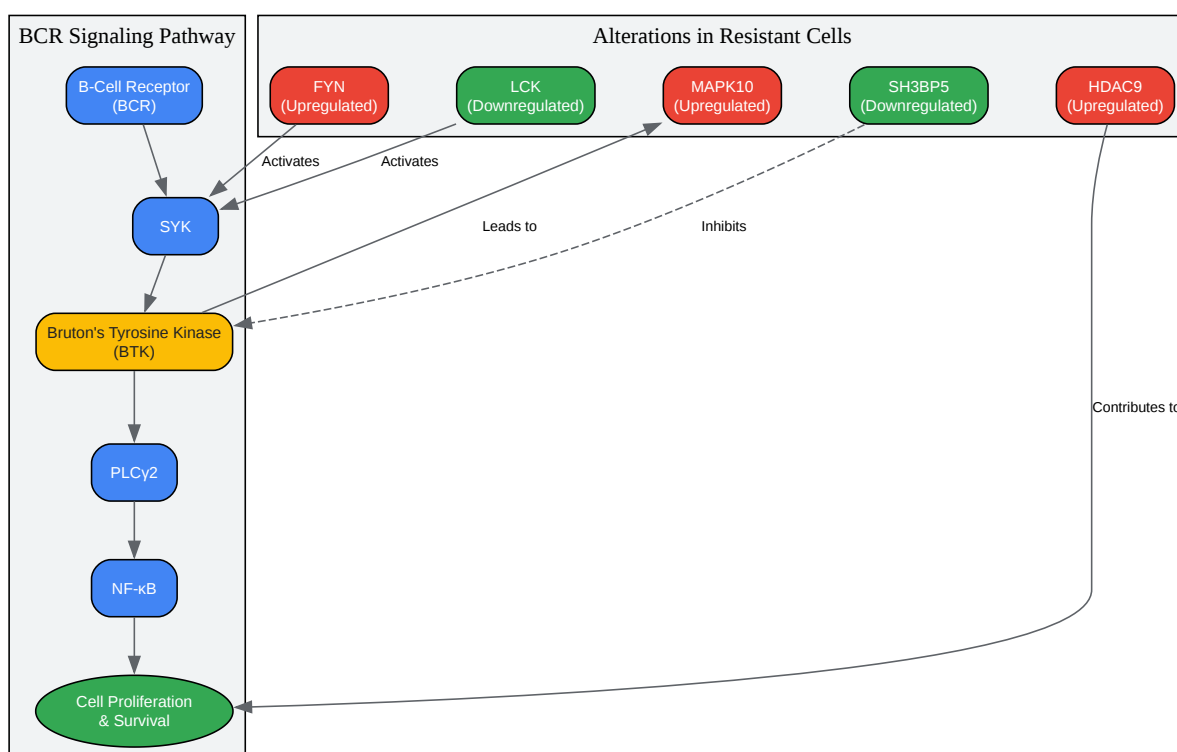 BCR Signaling Pathway
Alterations in Resistant Cells
B-Cell Receptor
(BCR)
FYN
(Upregulated)
LCK
(Downregulated)
MAPK10
(Upregulated)
SH3BP5
(Downregulated)
HDAC9
(Upregulated)
Activates
Activates
SYK
Leads to
Inhibits
Bruton's Tyrosine Kinase
(BTK)
Contributes to
PLCγ2
NF-κB
Cell Proliferation
& Survival